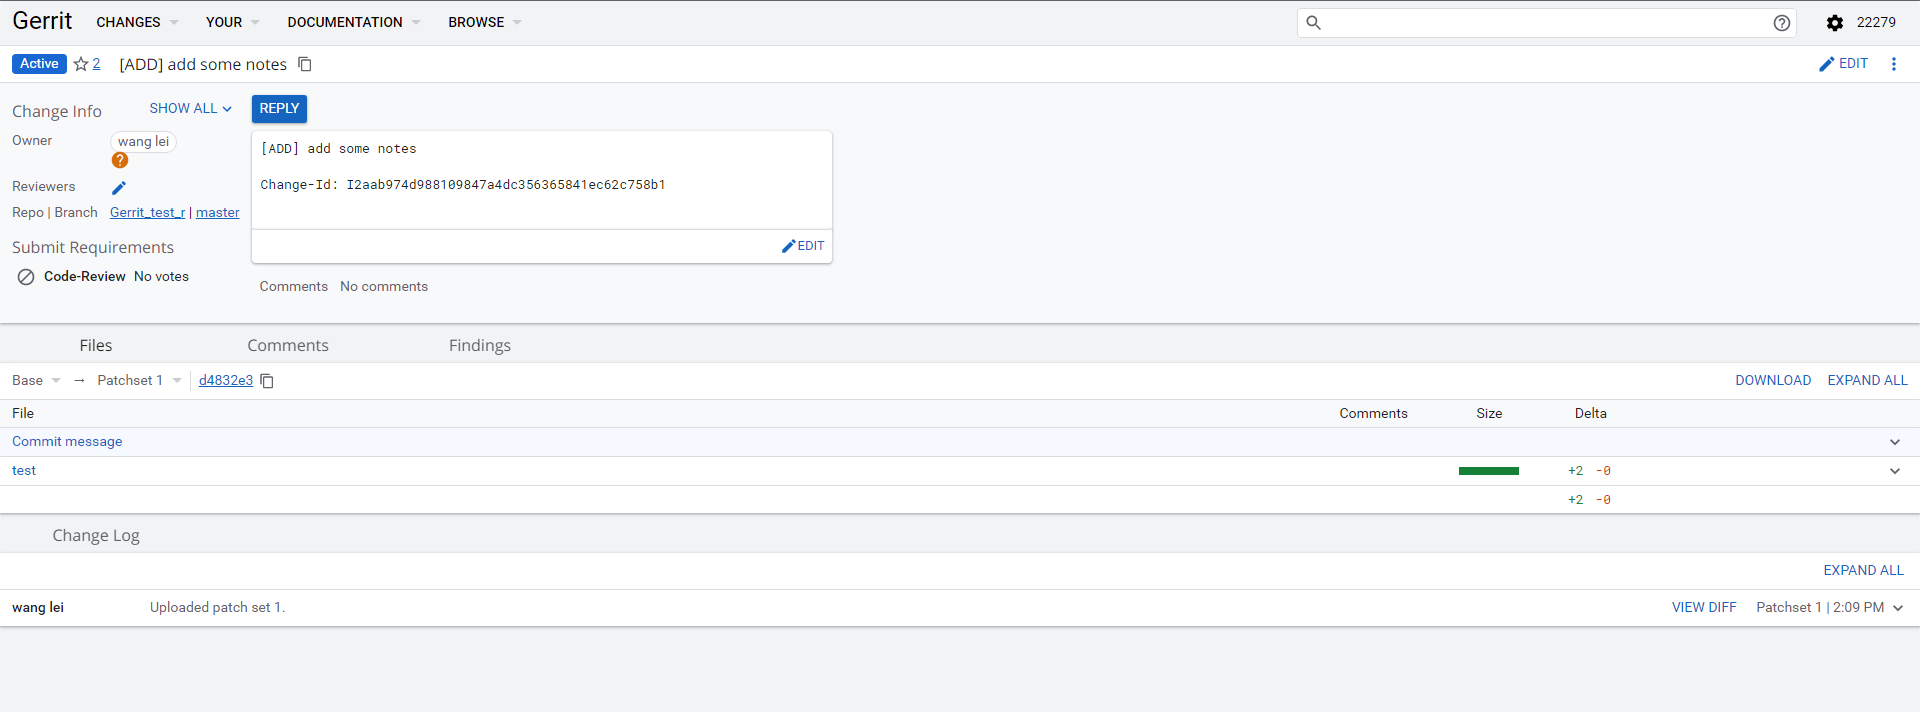 Gerrit CHANGES YOUR DOCUMENTATION BROWSE 22279
Active 2 [ADD] add some notes EDIT
Change Info SHOW ALL REPLY
Owner wang lei
[ADD] add some notes
Change-Id: I2aab974d988109847a4dc356365841ec62c758b1
Reviewers
Repo | Branch Gerrit_test_r | master
Submit Requirements
EDIT
Code-Review No votes
Comments No comments
Files Comments Findings
Base → Patchset 1 d4832e3 DOWNLOAD EXPAND ALL
File Comments Size Delta
Commit message
test +2 -0
+2 -0
Change Log
EXPAND ALL
wang lei Uploaded patch set 1. VIEW DIFF Patchset 1 | 2:09 PM